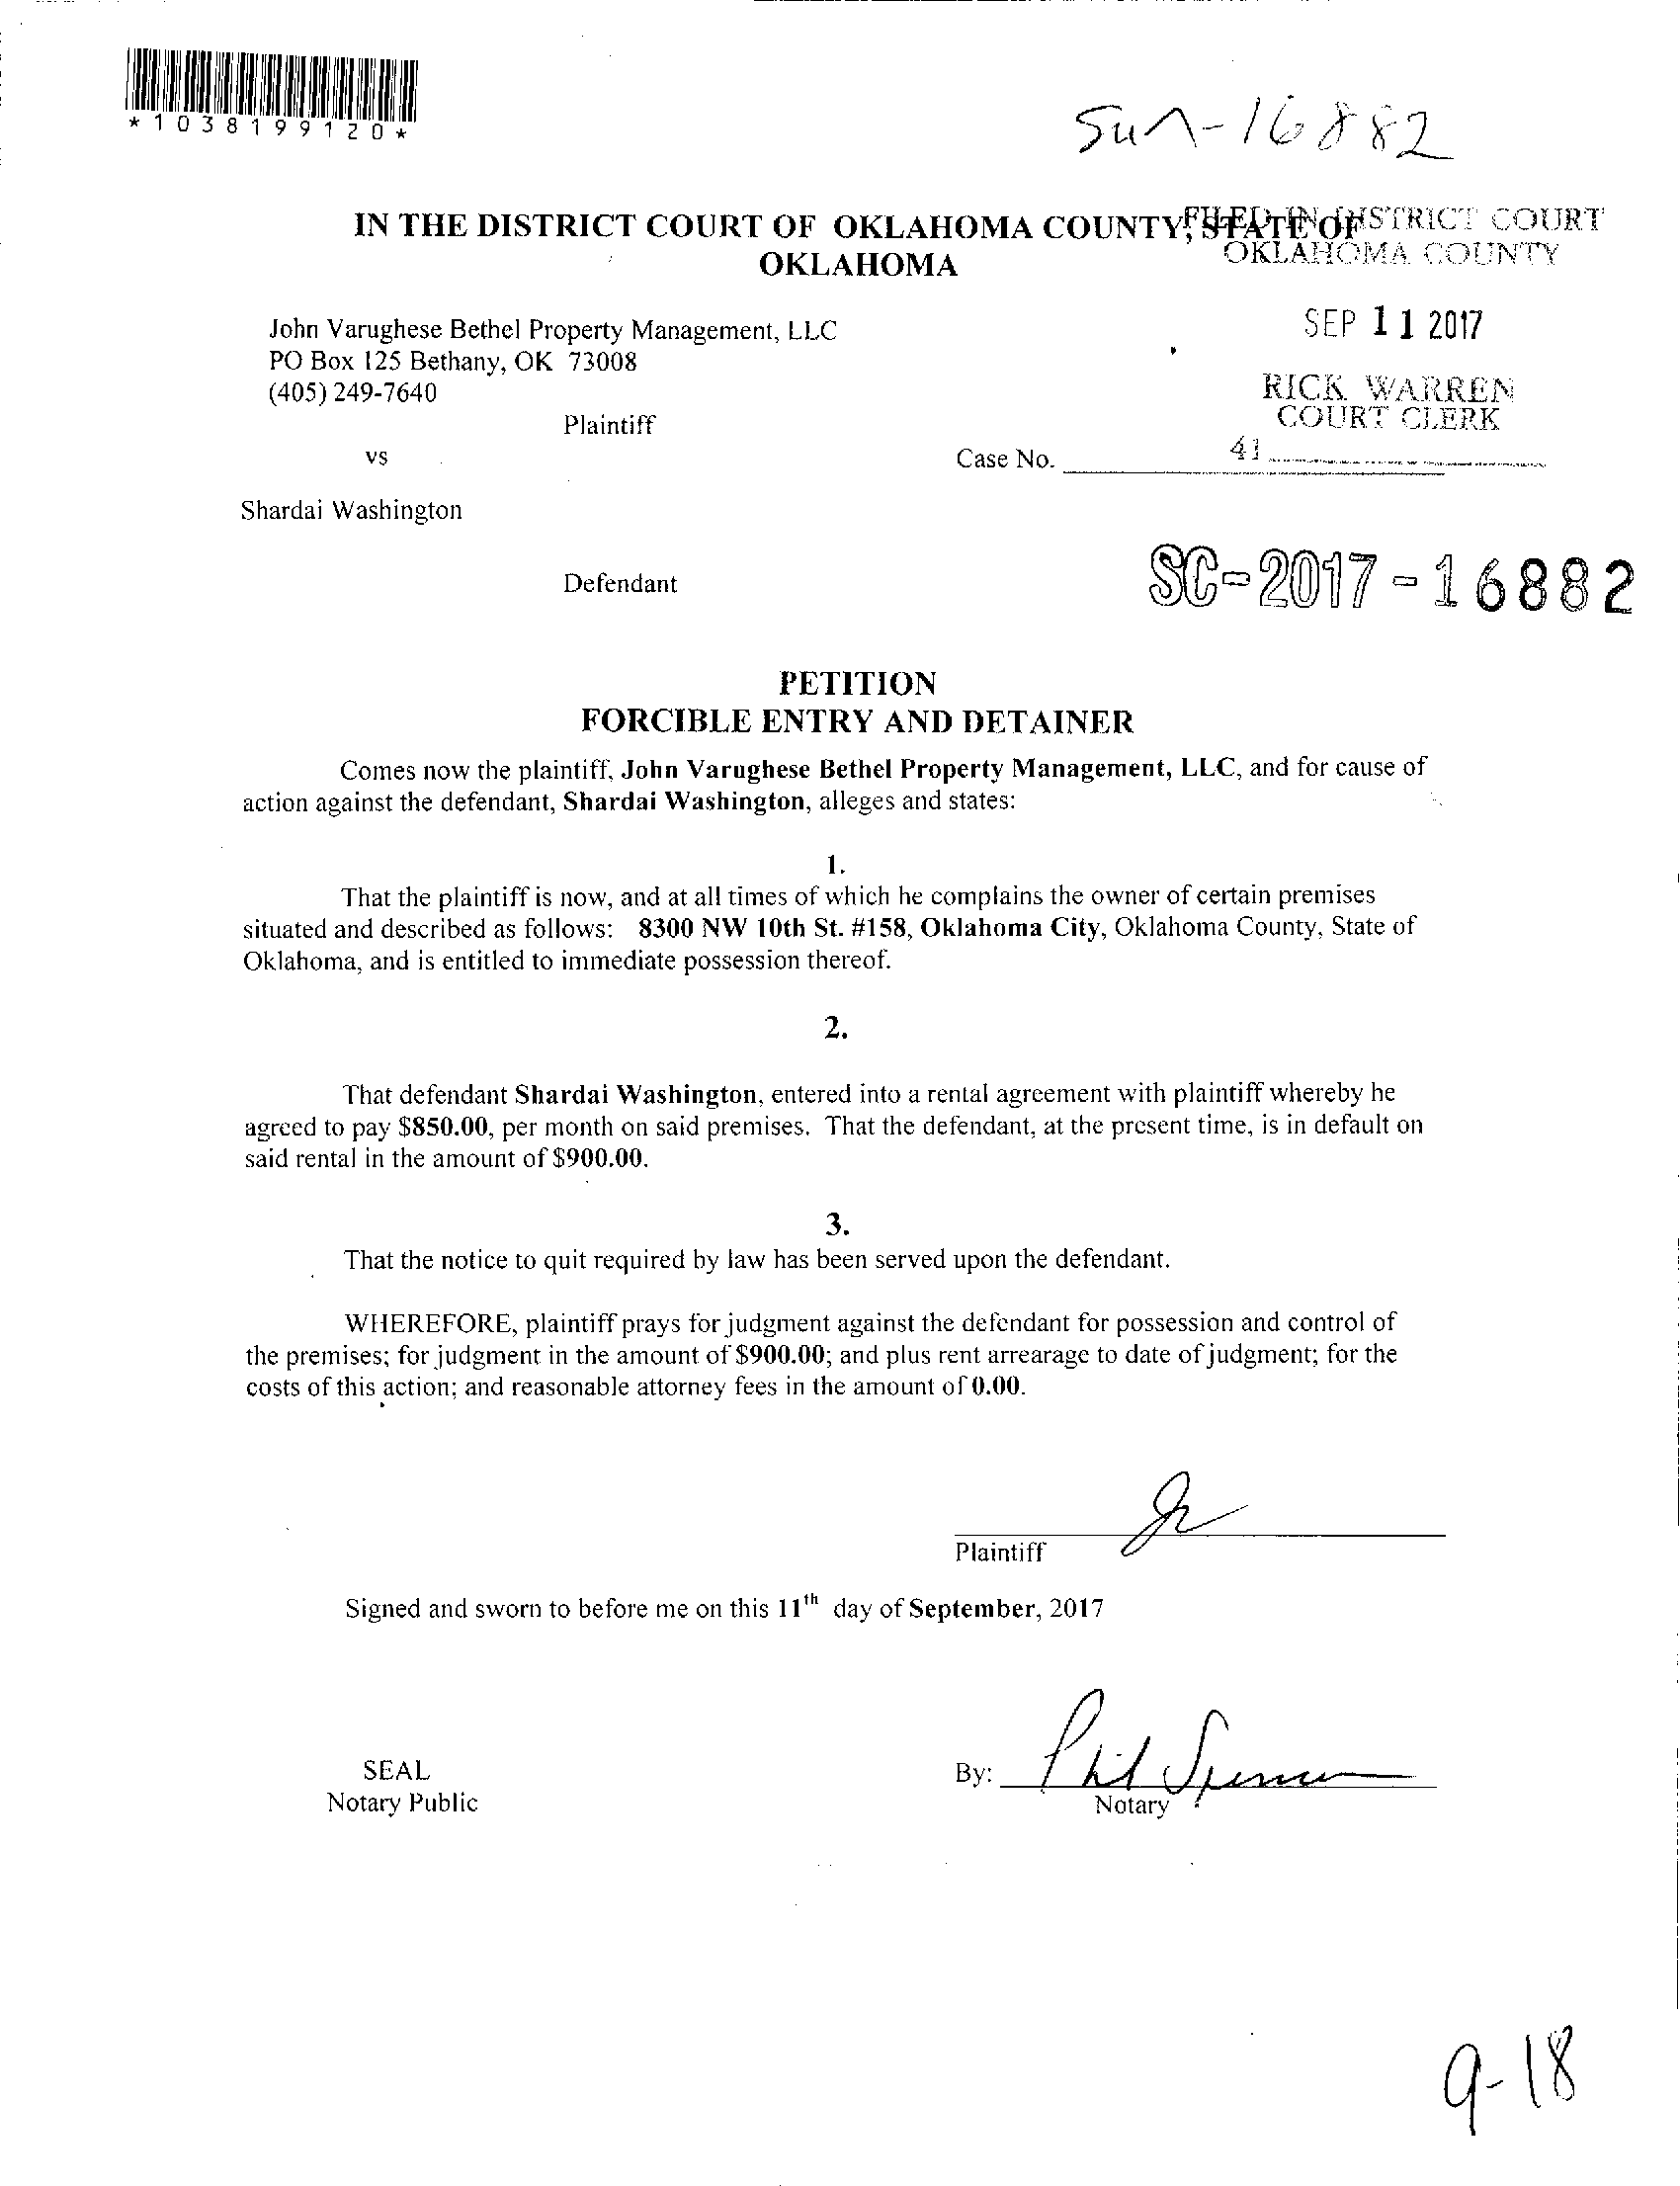 *1038199120*
Sum-16882
IN THE DISTRICT COURT OF OKLAHOMA COUNTY, STATE OF
OKLAHOMA
FILED IN DISTRICT COURT
OKLAHOMA COUNTY
John Varughese Bethel Property Management, LLC
SEP 11 2017
PO Box 125 Bethany, OK 73008
(405) 249-7640
RICK WARREN
COURT CLERK
Plaintiff
vs
Case No.
41
Shardai Washington
Defendant
SC-2017-16882
PETITION
FORCIBLE ENTRY AND DETAINER
Comes now the plaintiff, John Varughese Bethel Property Management, LLC, and for cause of
action against the defendant, Shardai Washington, alleges and states:
1.
That the plaintiff is now, and at all times of which he complains the owner of certain premises
situated and described as follows: 8300 NW 10th St. #158, Oklahoma City, Oklahoma County, State of
Oklahoma, and is entitled to immediate possession thereof.
2.
That defendant Shardai Washington, entered into a rental agreement with plaintiff whereby he
agreed to pay $850.00, per month on said premises. That the defendant, at the present time, is in default on
said rental in the amount of $900.00.
3.
That the notice to quit required by law has been served upon the defendant.
WHEREFORE, plaintiff prays for judgment against the defendant for possession and control of
the premises; for judgment in the amount of $900.00; and plus rent arrearage to date of judgment; for the
costs of this action; and reasonable attorney fees in the amount of 0.00.
Plaintiff
Signed and sworn to before me on this 11th day of September, 2017
SEAL
By: Phil Spencer
Notary Public
Notary
9-18